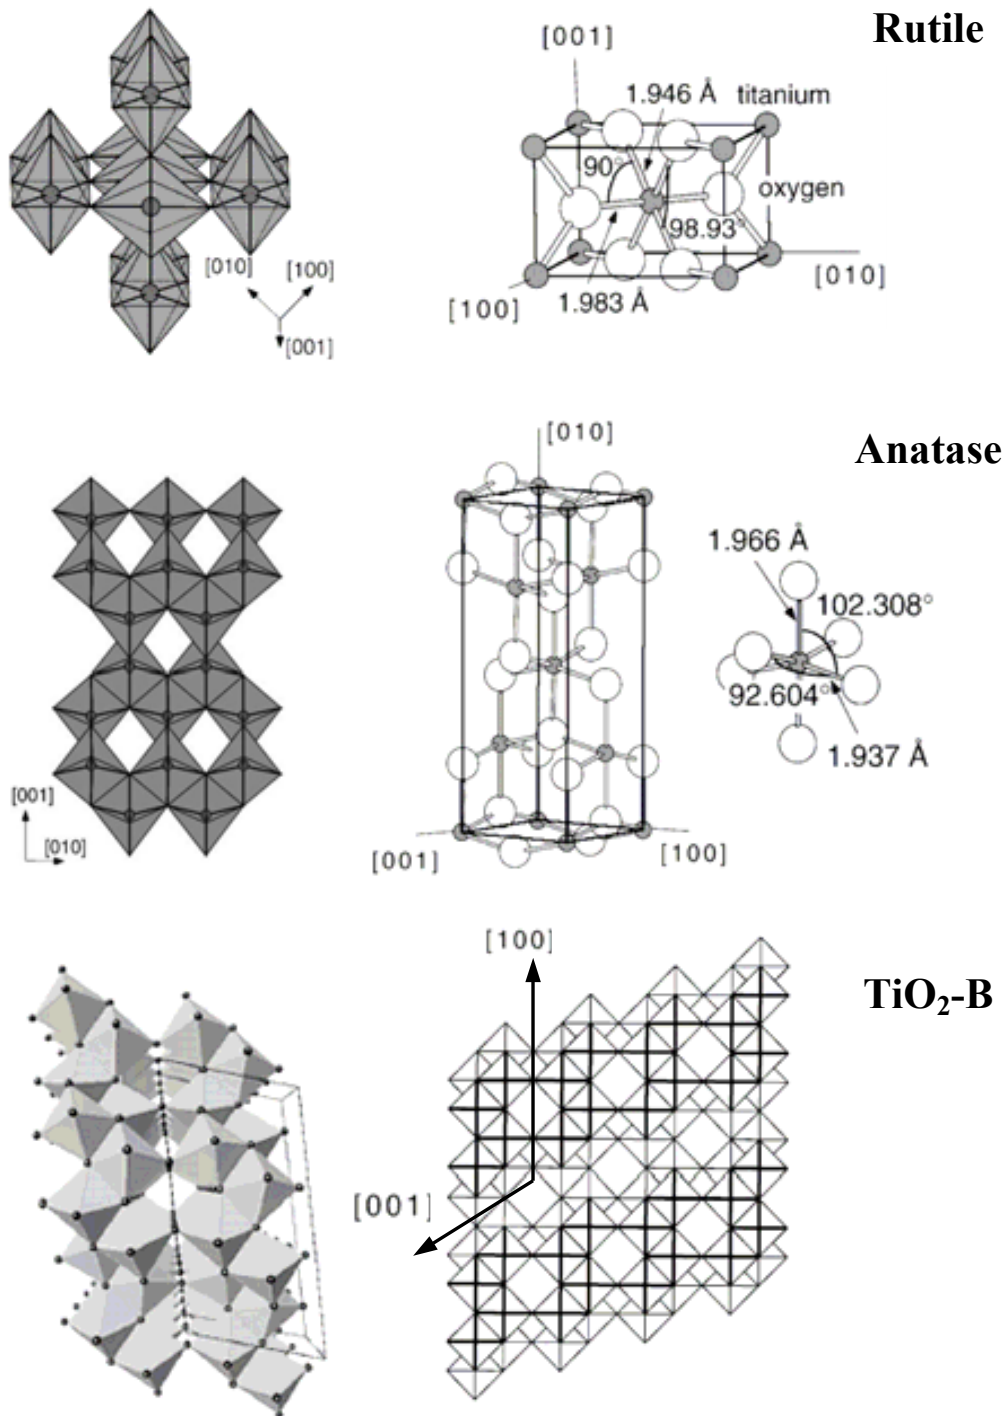 Rutile
[001]
1.946 Å
titanium
90°
oxygen
98.93°
[010]
[100]
1.983 Å
[010]
[100]
[001]
Anatase
[010]
1.966 Å
102.308°
92.604°
1.937 Å
[001]
[100]
[001]
[010]
TiO₂-B
[100]
[001]